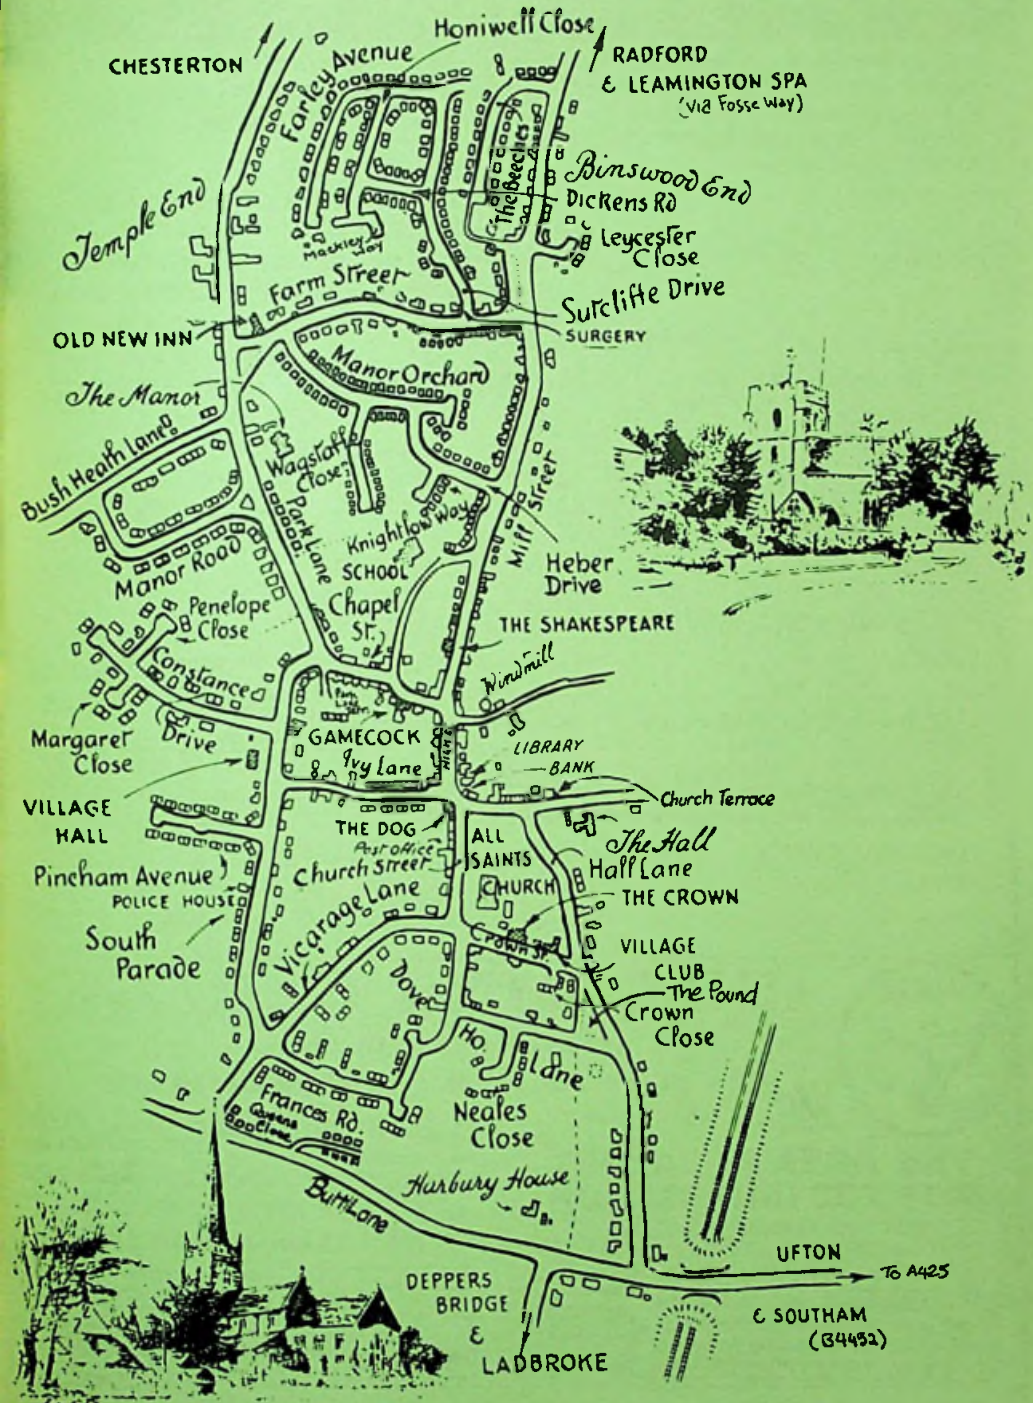 Honiwell Close
CHESTERTON
Farley Avenue
RADFORD
& LEAMINGTON SPA
(Via Fosse Way)
The Beeches
Binswood End
Temple End
Dickens Rd
Mackley Way
Leycester
Close
Farm Street
Sutcliffe Drive
OLD NEW INN
SURGERY
The Manor
Manor Orchard
Bush Heath Lane
Wagstaff
Close
Park Lane
Knightlow Way
Mill Street
Manor Road
SCHOOL
Heber
Drive
Penelope
Close
Chapel
St.
THE SHAKESPEARE
Constance
Drive
Windmill
Margaret
Close
GAMECOCK
HIGH S
LIBRARY
BANK
Ivy Lane
VILLAGE
HALL
Church Terrace
THE DOG
Post office
ALL
SAINTS
CHURCH
The Hall
Hall Lane
Church Street
Pincham Avenue
POLICE HOUSE
Vicarage Lane
THE CROWN
South
Parade
Crown St.
VILLAGE
CLUB
The Pound
Dover
Crown
Close
Ho.
Lane
Frances Rd.
Queens
Close
Neales
Close
Butt Lane
Harbury House
UFTON
To A425
DEPPERS
BRIDGE
&
LADBROKE
& SOUTHAM
(B4452)